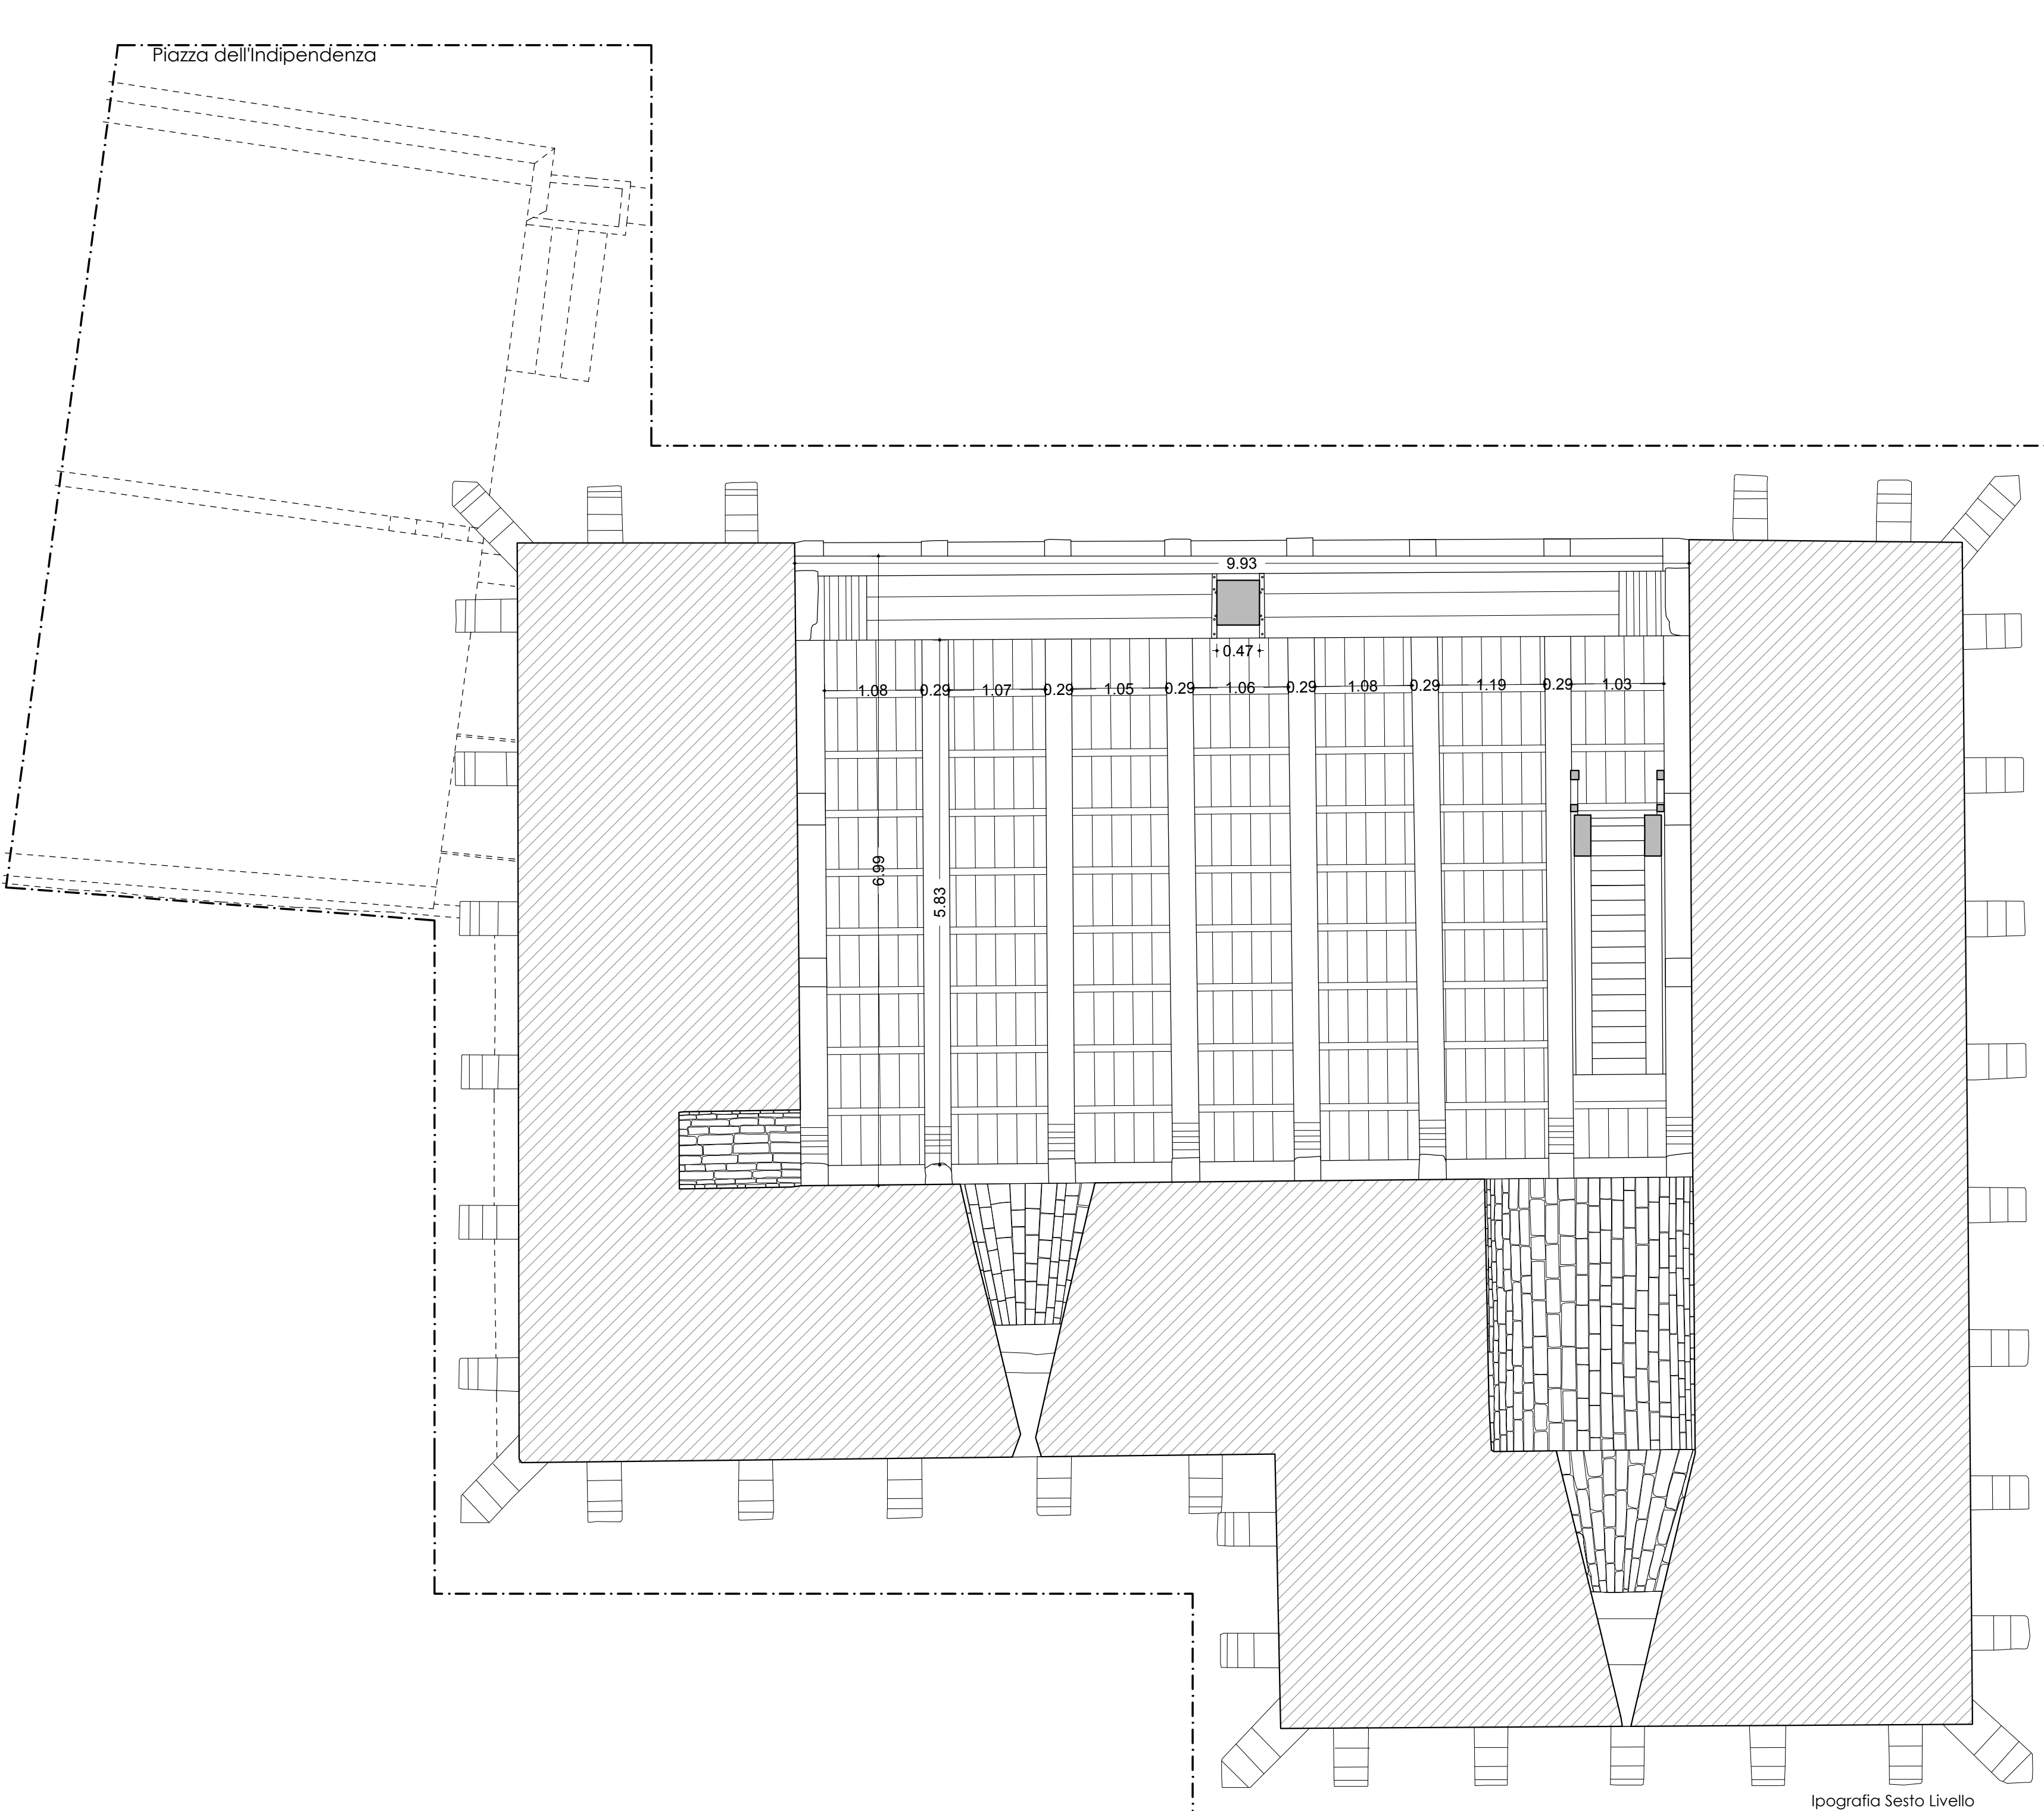 Piazza dell'Indipendenza
9.93
0.47
1.08 0.29 1.07 0.29 1.05 0.29 1.06 0.29 1.08 0.29 1.19 0.29 1.03
6.99
5.83
Ipografia Sesto Livello